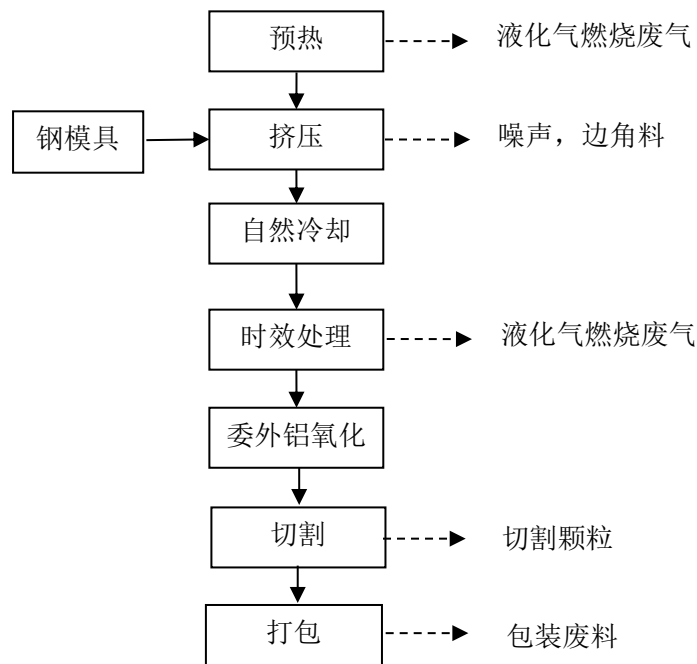 预热
液化气燃烧废气
钢模具
挤压
噪声，边角料
自然冷却
时效处理
液化气燃烧废气
委外铝氧化
切割
切割颗粒
打包
包装废料